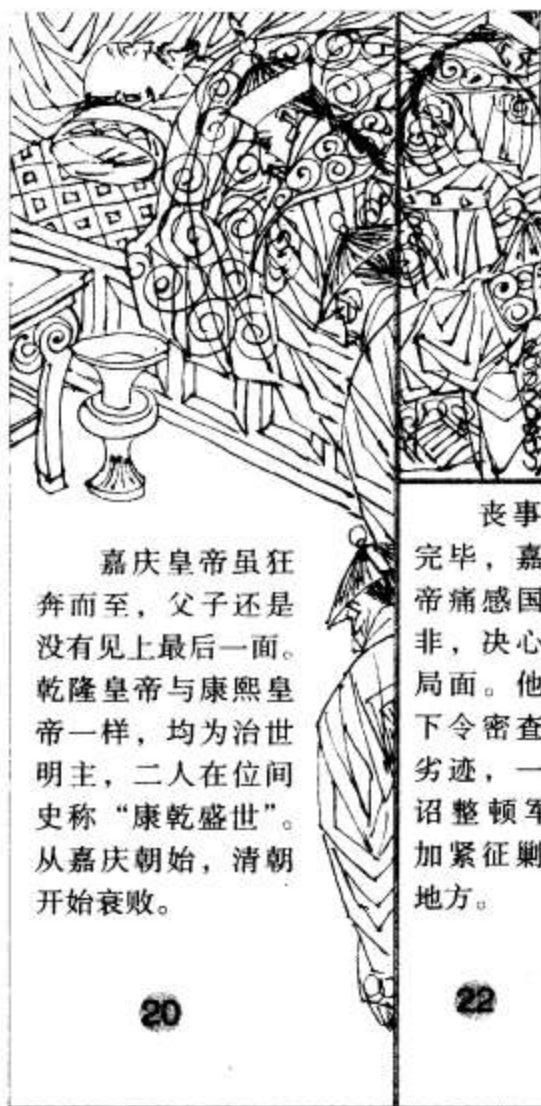 嘉庆皇帝虽狂
奔而至，父子还是
没有见上最后一面。
乾隆皇帝与康熙皇
帝一样，均为治世
明主，二人在位间
史称“康乾盛世”。
从嘉庆朝始，清朝
开始衰败。
20
丧事
完毕，嘉
帝痛感国
非，决心
局面。他
下令密查
劣迹，一
诏整顿军
加紧征剿
地方。
22